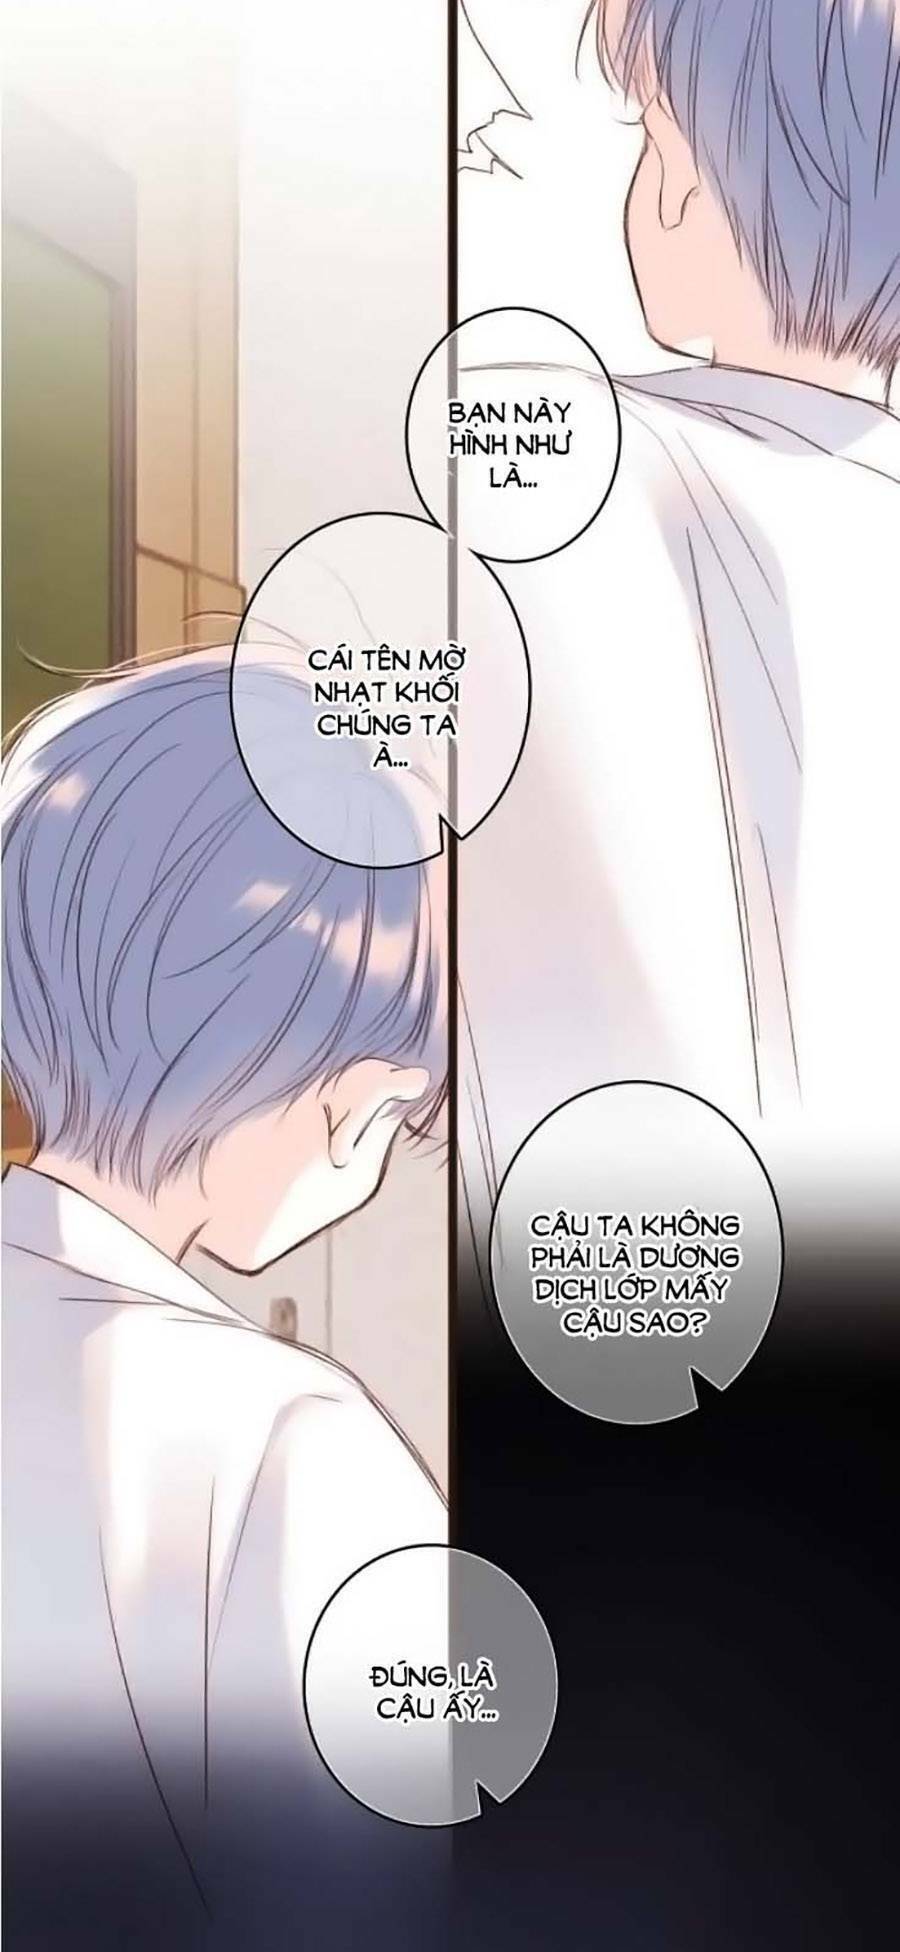 BẠN NÀY
HÌNH NHƯ
LÀ...
CÁI TÊN MỜ
NHẠT KHỐI
CHÚNG TA
À...
CẬU TA KHÔNG
PHẢI LÀ DƯƠNG
DỊCH LỚP MẤY
CẬU SAO?
ĐÚNG, LÀ
CẬU ẤY...